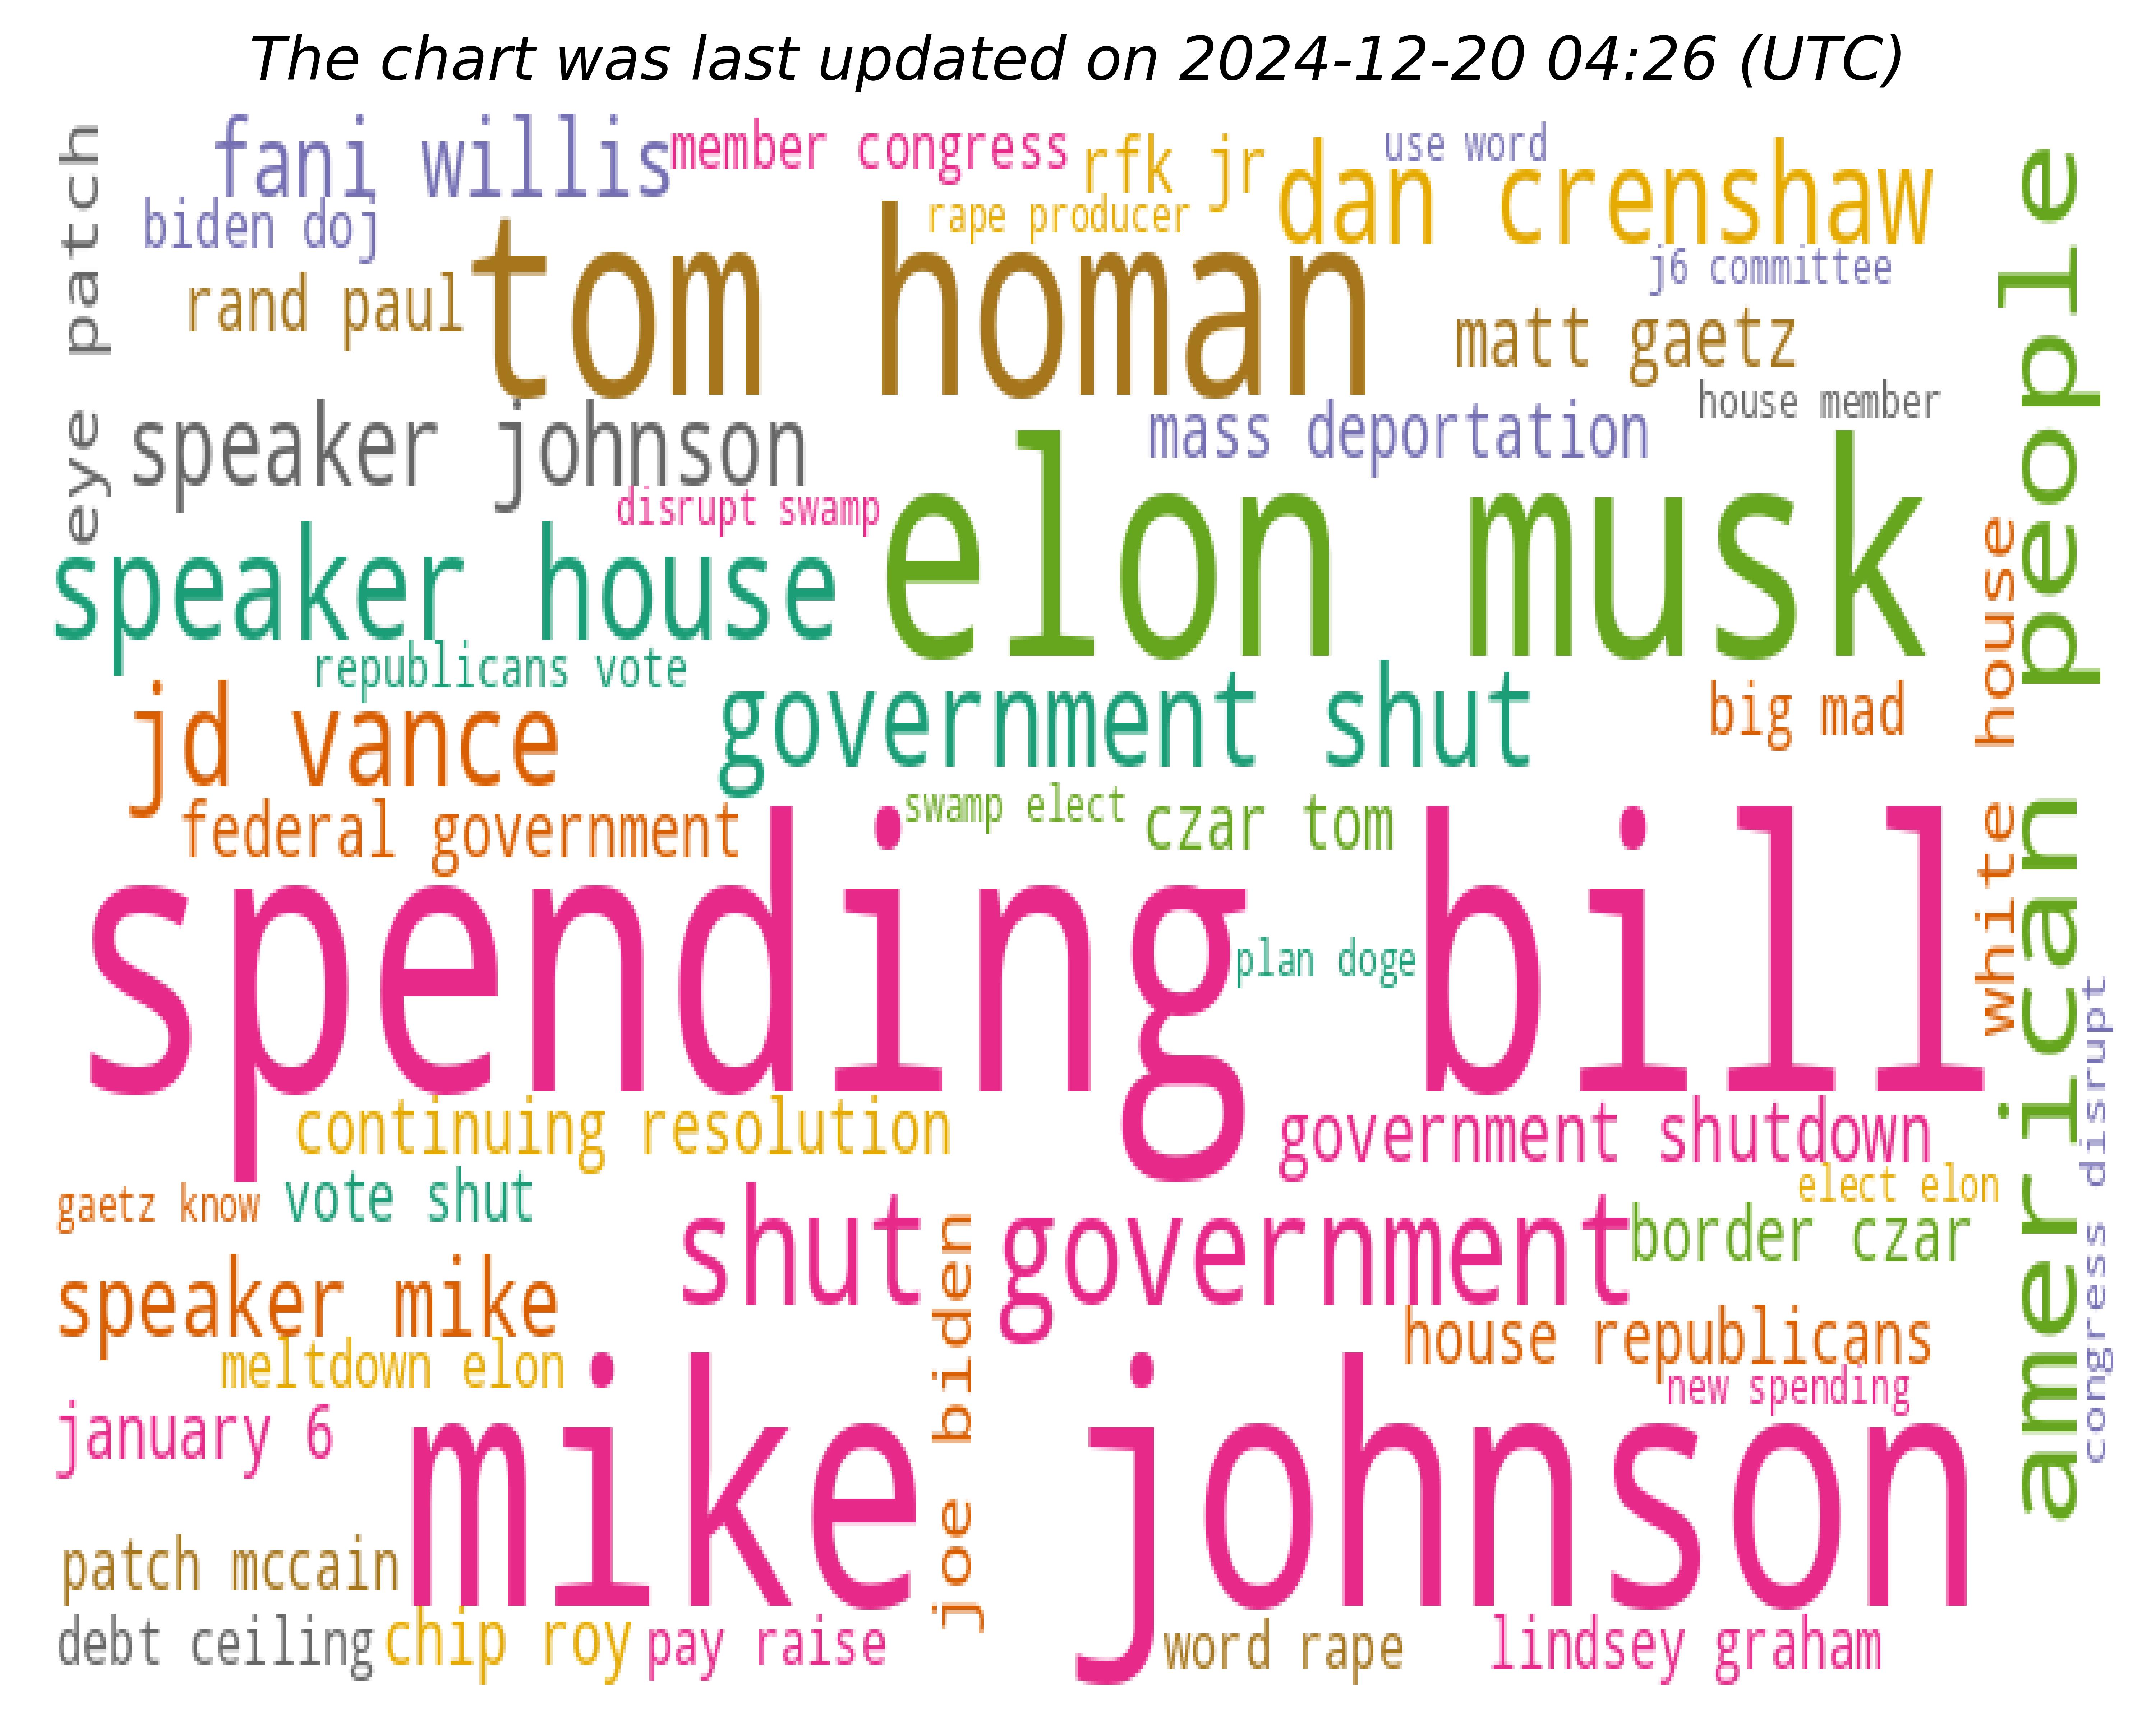 The chart was last updated on 2024-12-20 04:26 (UTC)
fani willis
member congress
rfk jr
use word
dan crenshaw
eye patch
biden doj
rape producer
tom homan
j6 committee
rand paul
matt gaetz
american people
house member
speaker johnson
mass deportation
disrupt swamp
elon musk
speaker house
white house
republicans vote
jd vance
government shut
big mad
federal government
swamp elect
czar tom
spending bill
plan doge
congress disrupt
continuing resolution
government shutdown
gaetz know
vote shut
elect elon
shut government
border czar
speaker mike
joe biden
house republicans
meltdown elon
new spending
january 6
mike johnson
patch mccain
debt ceiling
chip roy
pay raise
word rape
lindsey graham